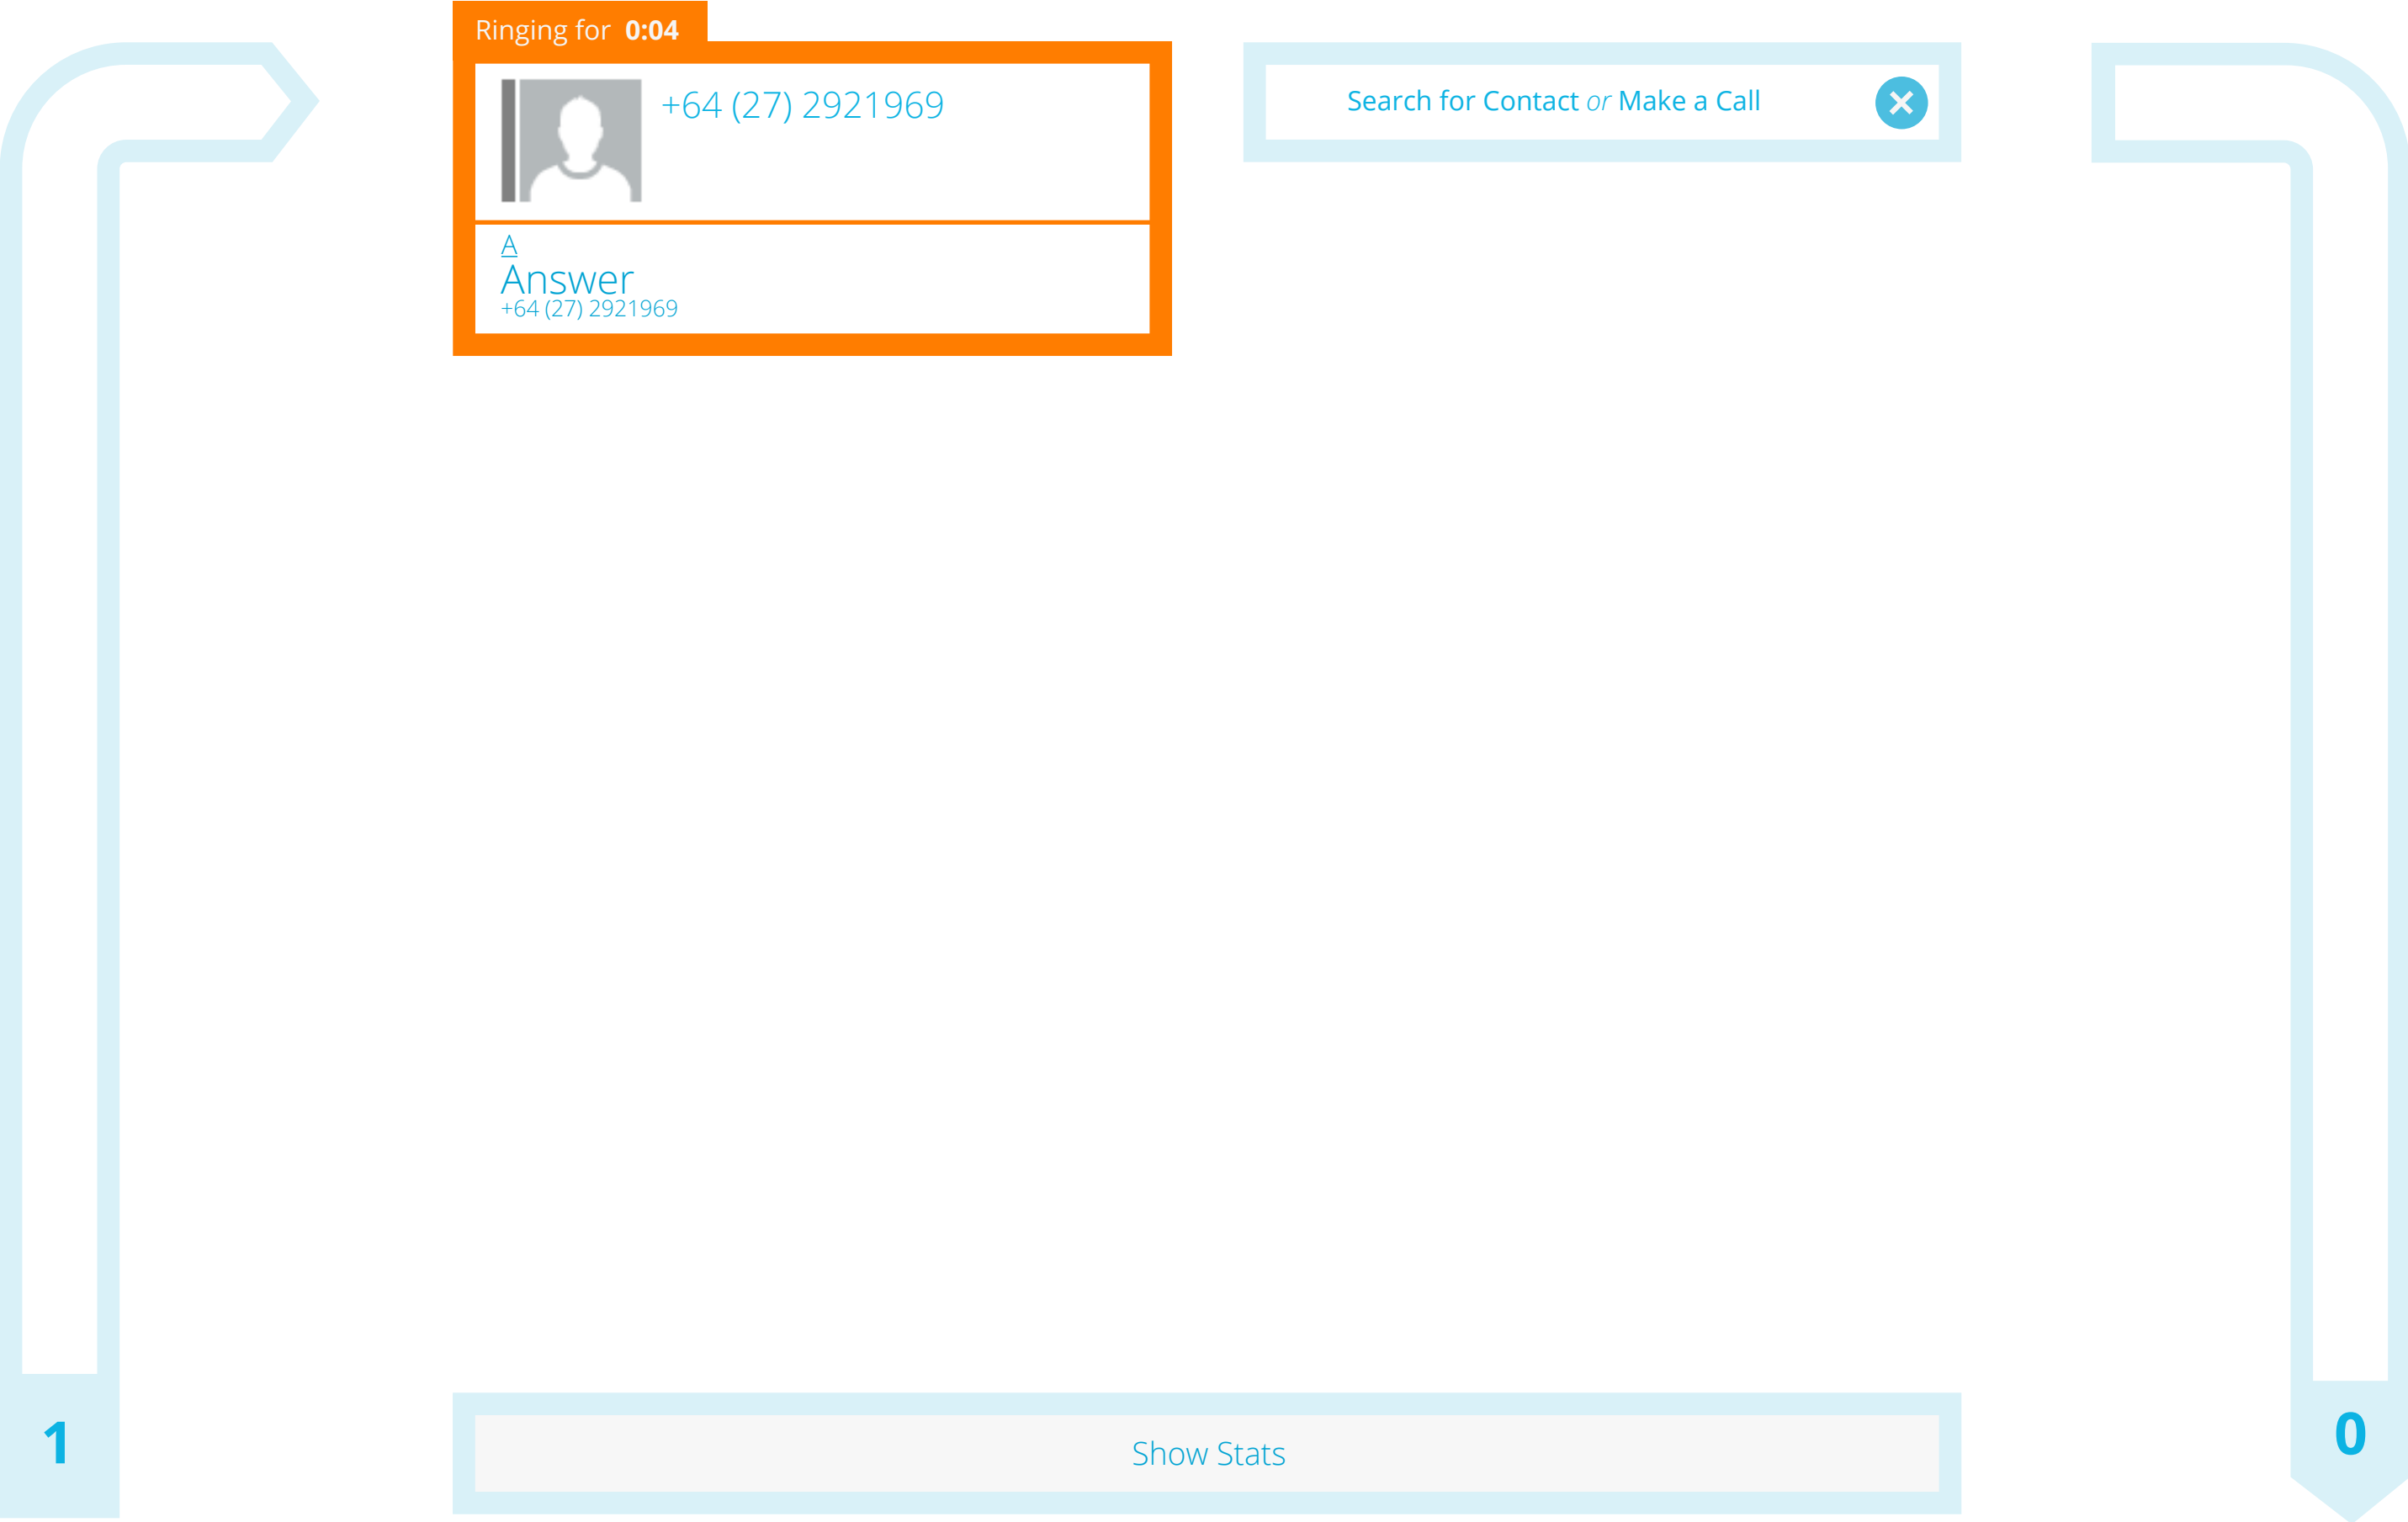 Ringing for 0:04
+64 (27) 2921969
A
Answer
+64 (27) 2921969
Search for Contact or Make a Call
1
Show Stats
0